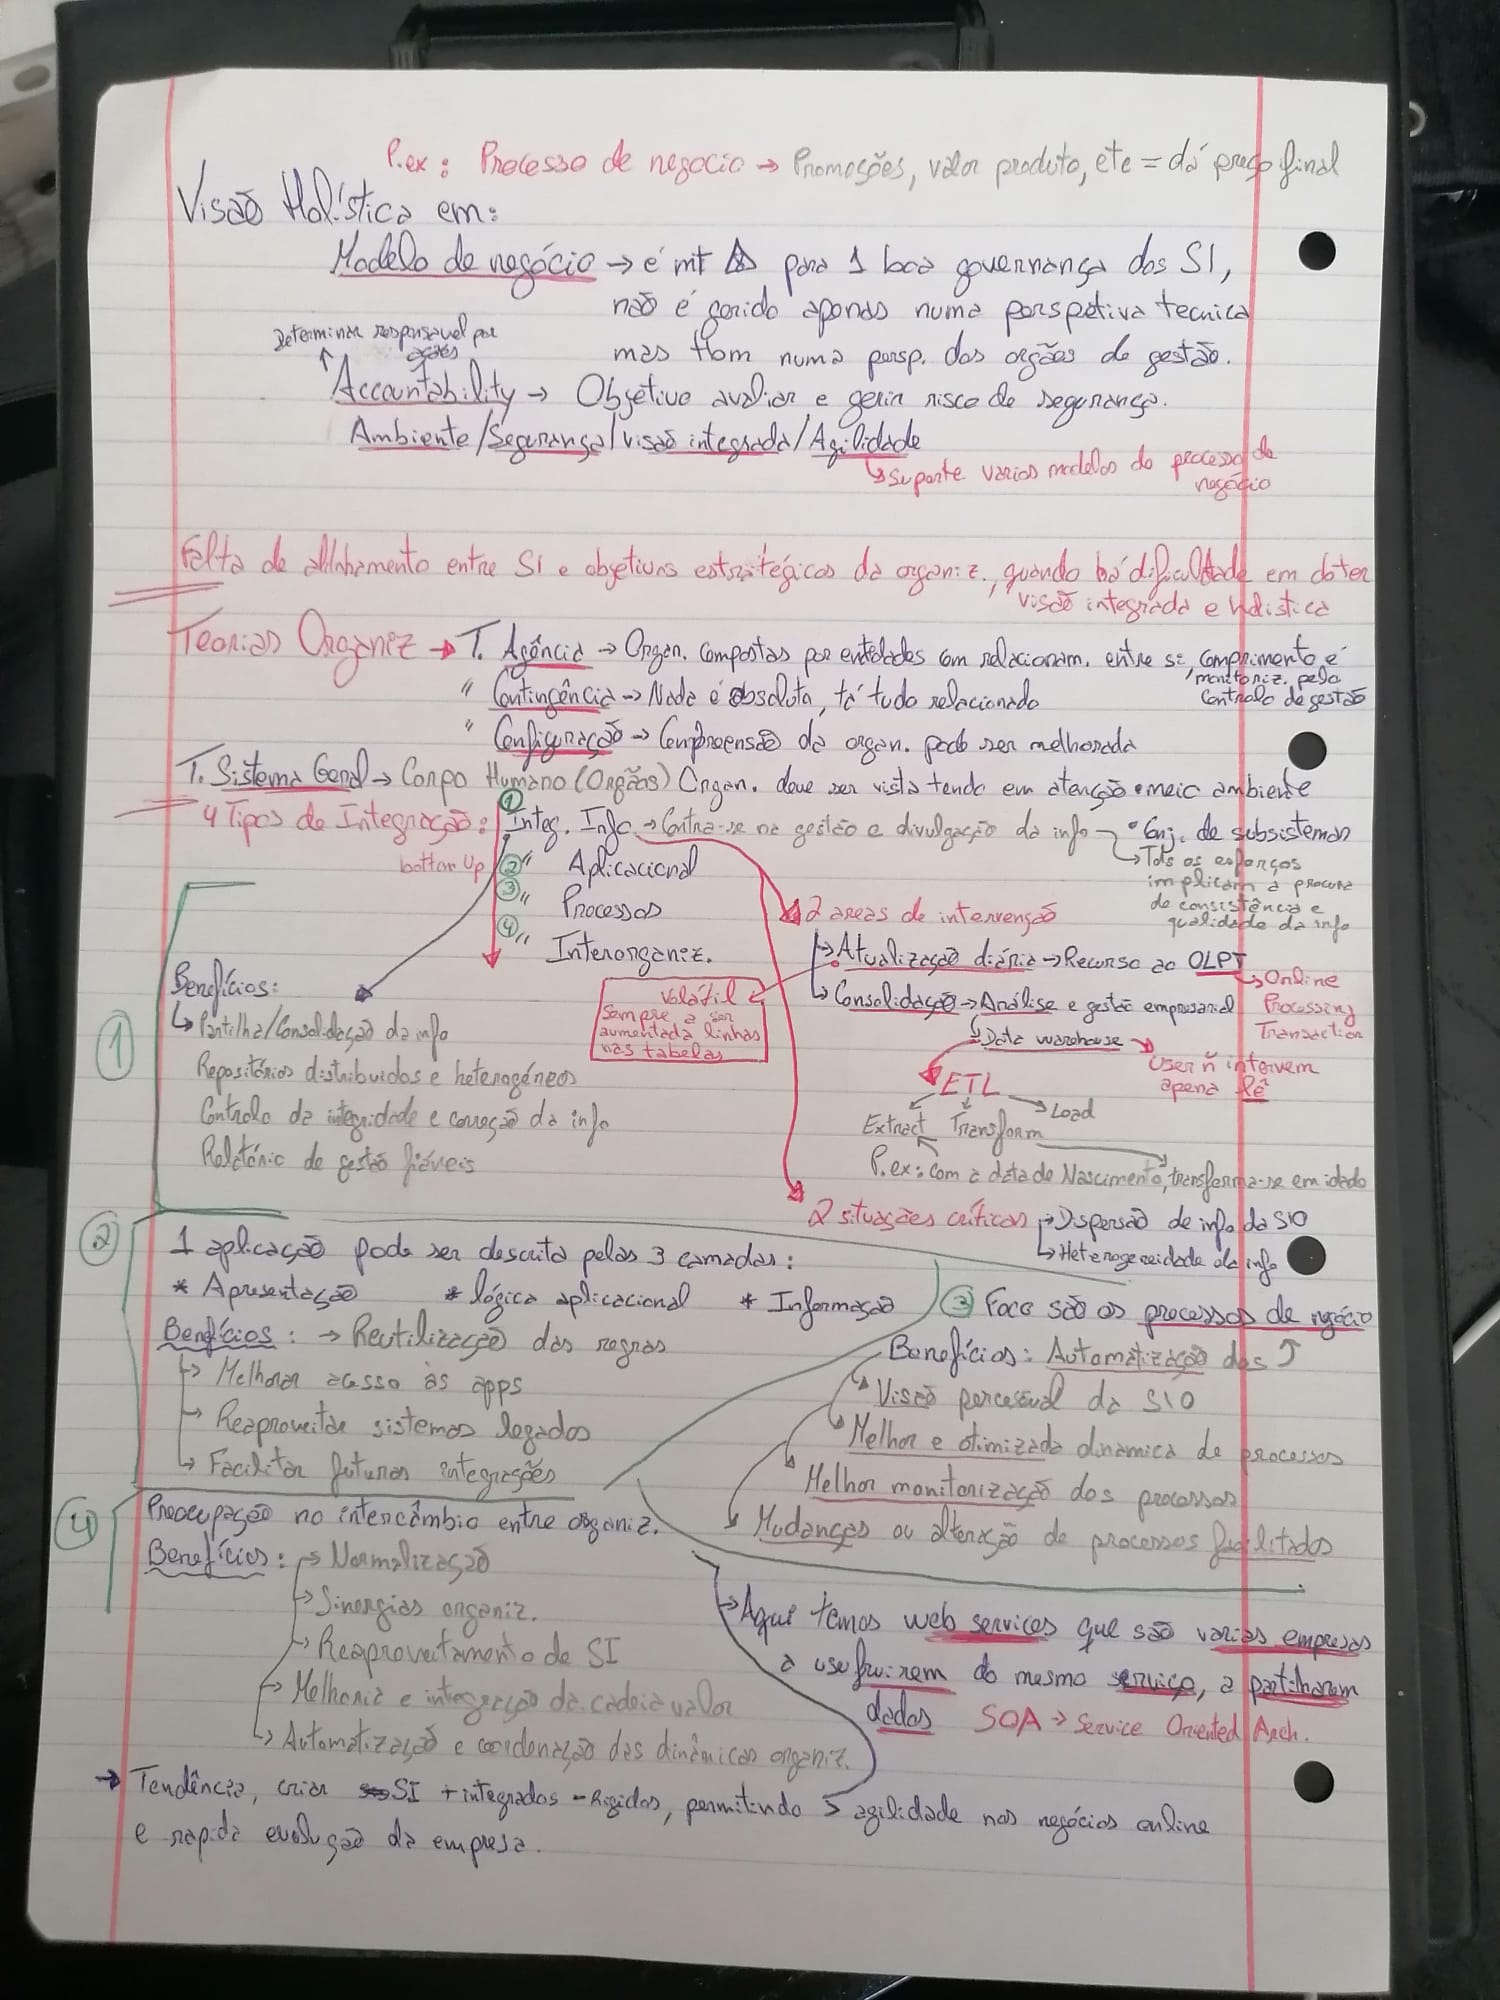 P.ex: Processo de negocio → Promoções, valor produto, etc = dá preço final
Visão Holística em:
Modelo de negócio → é mt para 1 boa governança dos SI,
não é gerido apenas numa perspetiva tecnica
mas tbem numa persp. dos orgãos de gestão.
Determinar responsavel por ações
Accountability → Objetivo avaliar e gerir risco de segurança.
Ambiente/Segurança/visão integrada/Agilidade
↳ Suporte varios modelos do processo de
negócio
Falta de alinhamento entre SI e objetivos estratégicos da organiz., quando há dificuldade em obter
visão integrada e holistica
Teorias Organiz → T. Agência → Organ. compostas por entidades com relacionam. entre si, comprimento é
monitoriz. pelo
controlo de gestão
" Contingência → Nada é absoluto, tá tudo relacionado
" Configuração → Compreensão da organ. pode ser melhorada
T. Sistema Geral → Corpo Humano (Orgãos) Organ. deve ser vista tendo em atenção o meio ambiente
4 Tipos de Integração: ① Integ. Info → Centra-se na gestão e divulgação da info → • Conj. de subsistemas
↳ Tds os esforços
implicam a procura
de consistência e
qualidade da info
bottom Up
② " Aplicacional
③ " Processos
④ " Interorganiz.
2 areas de intervenção
↳ Atualização diária → Recurso ao OLPT
↳ Online
Processing
Transaction
↳ Consolidação → Análise e gestão empresarial
volátil
Sempre a ser
aumentada linhas
nas tabelas
↳ Data warehouse → User ñ intervem
apena lê
ETL
Extract Transform Load
P.ex: com a data de Nascimento, transforma-se em idade
2 situações críticas → Dispersão de info da SIO
↳ Heterogeneidade da info
①
Benefícios:
↳ Partilha/Consolidação da info
Repositórios distribuidos e heterogéneos
Controlo da integridade e correção da info
Relatório de gestão fiáveis
②
1 aplicação pode ser descrita pelas 3 camadas:
* Apresentação * lógica aplicacional * Informação
Benefícios: → Reutilização das regras
→ Melhorar acesso às apps
→ Reaproveitar sistemas legados
↳ Facilitar futuras integrações
③ Foco são os processos de negócio
Benefícios: Automatização dos ↑
Visão percessual da SIO
Melhor e otimizada dinamica de processos
Melhor monitorização dos processos
Mudanças ou alteração de processos facilitados
④
Preocupação no intercâmbio entre organiz.
Benefícios: → Normalização
→ Sinergias organiz.
→ Reaproveitamento de SI
→ Melhoria e integração da cadeia valor
↳ Automatização e coordenação das dinâmicas organiz.
↳ Aqui temos web services que são varias empresas
a usufruirem do mesmo serviço, a partilharem
dados SOA → Service Oriented Arch.
→ Tendência, criar SI + integrados - Rigidos, permitindo > agilidade nos negócios online
e rapida evolução da empresa.